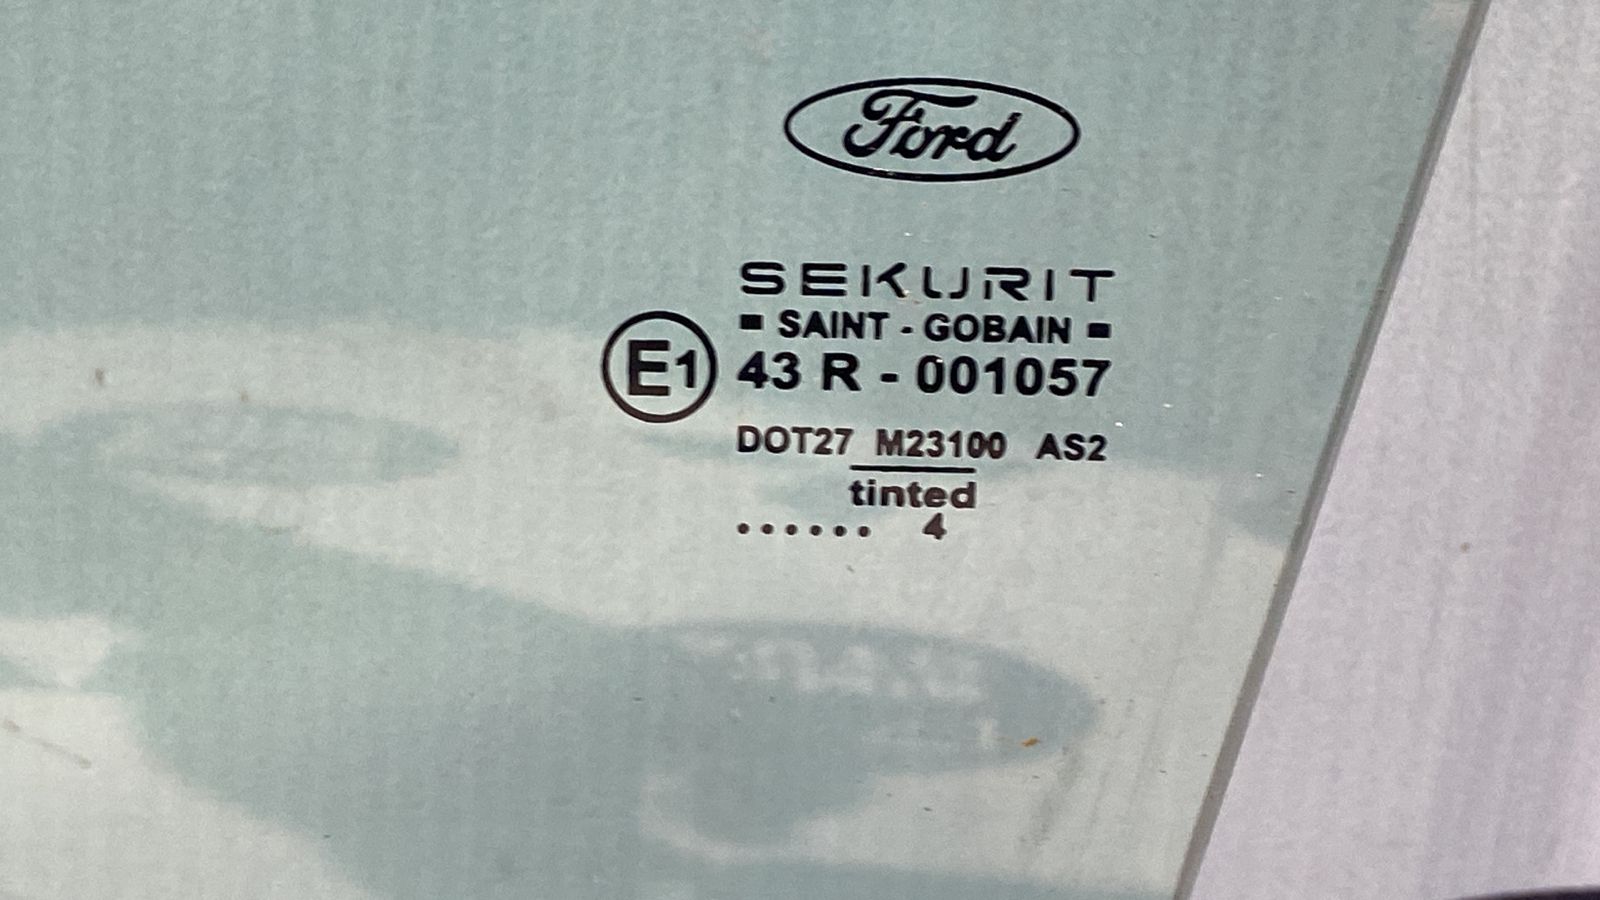 Ford
SEKURIT
SAINT - GOBAIN
E1 43 R - 001057
DOT27 M23100 AS2
tinted
...... 4